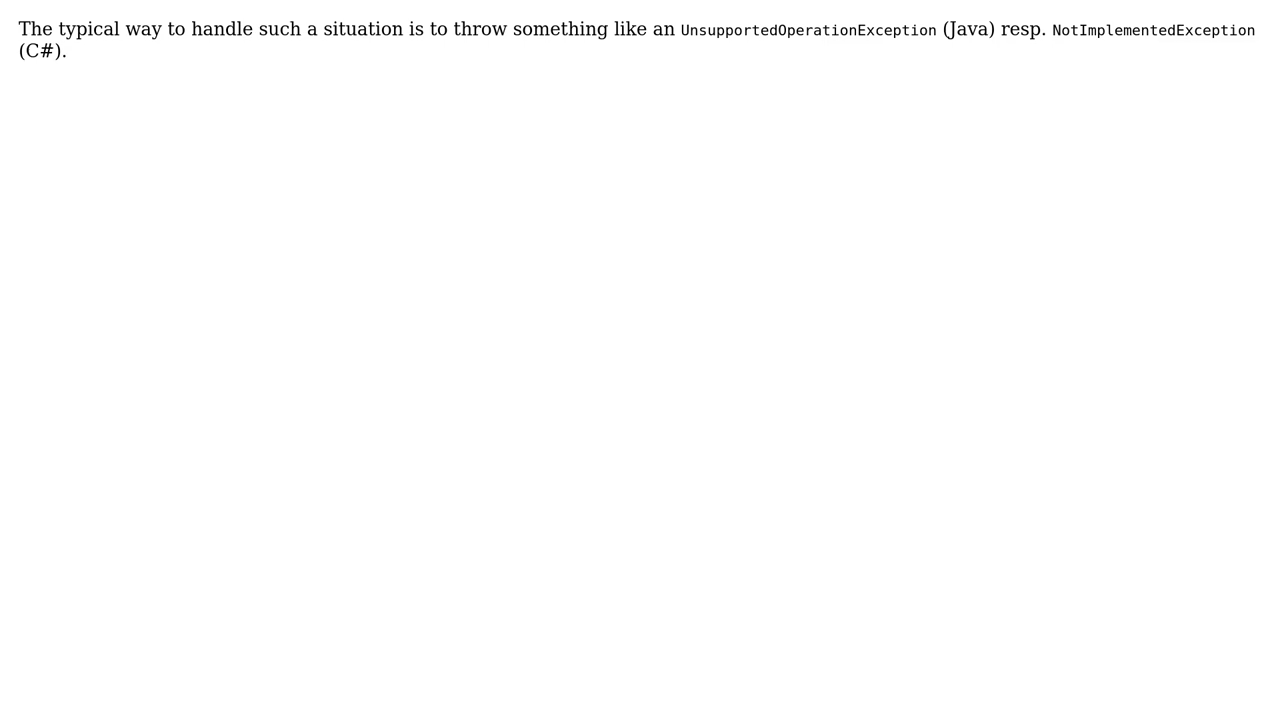 The typical way to handle such a situation is to throw something like an UnsupportedOperationException (Java) resp. NotImplementedException
(C#).